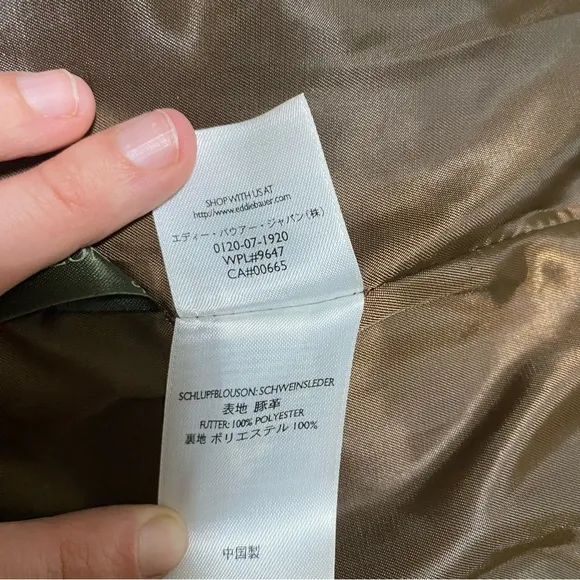 SHOP WITH US AT
http://www.eddiebauer.com
エディー・バウアー・ジャパン(株)
0120-07-1920
WPL#9647
CA#00665
SCHLUPFBLOUSON: SCHWEINSLEDER
表地 豚革
FUTTER: 100% POLYESTER
裏地 ポリエステル 100%
中国製